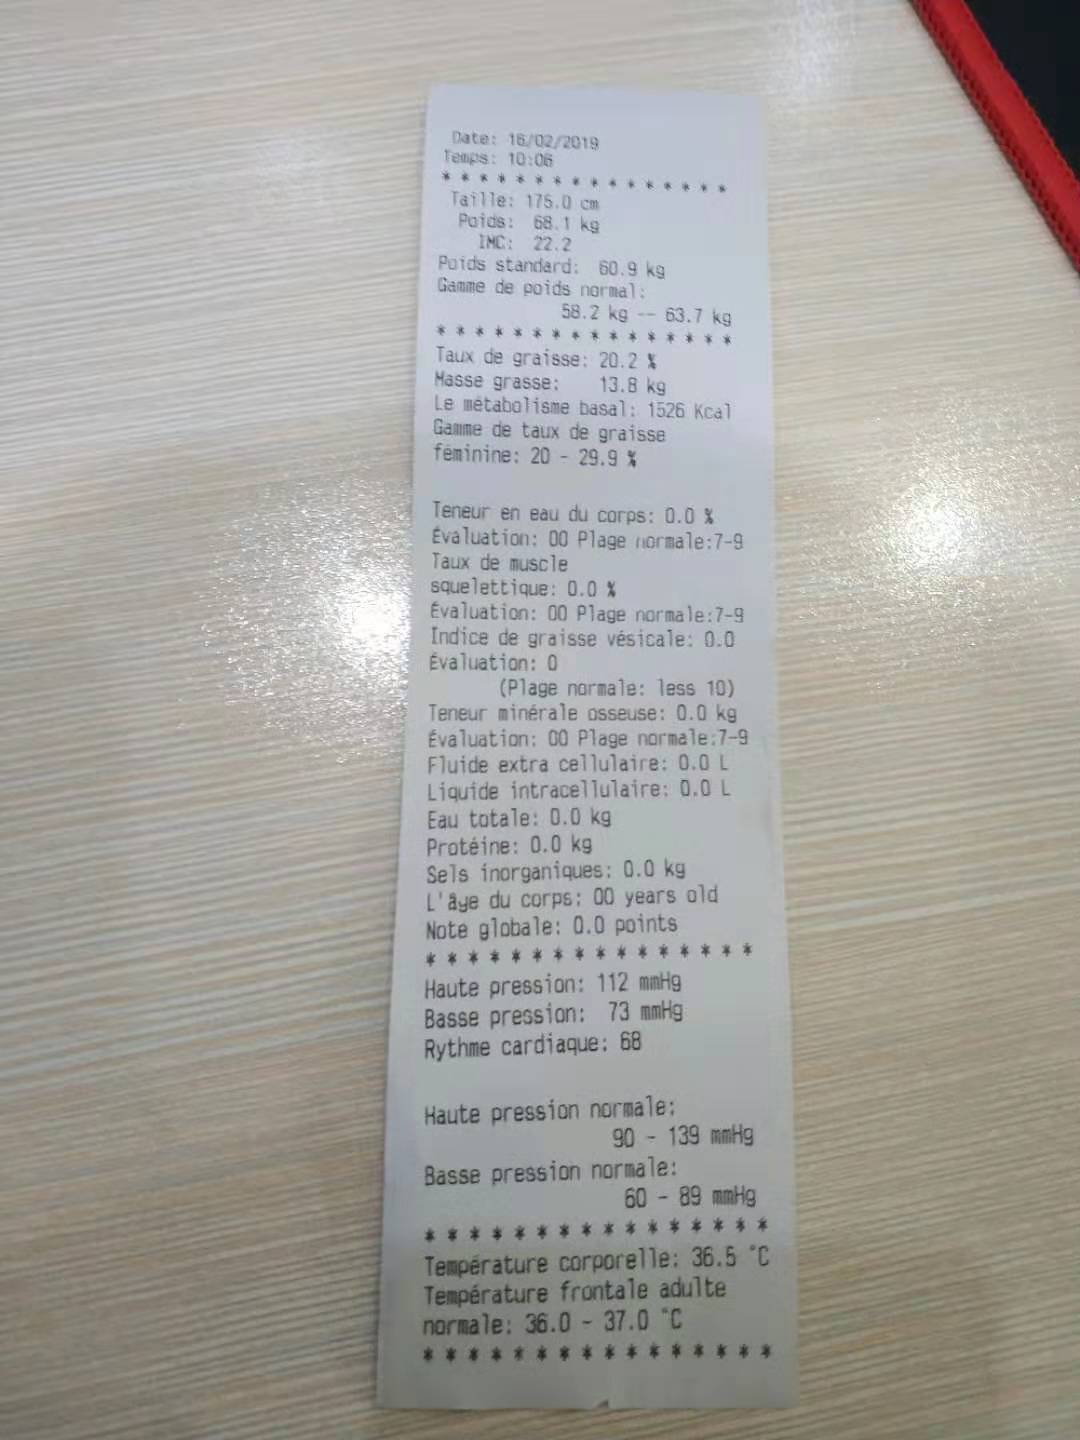 Date: 16/02/2019
Temps: 10:06
* * * * * * * * * * * * * * * *
Taille: 175.0 cm
Poids: 68.1 kg
IMC: 22.2
Poids standard: 60.9 kg
Gamme de poids normal:
58.2 kg -- 63.7 kg
* * * * * * * * * * * * * * * *
Taux de graisse: 20.2 %
Masse grasse: 13.8 kg
Le métabolisme basal: 1526 Kcal
Gamme de taux de graisse
féminine: 20 - 29.9 %
Teneur en eau du corps: 0.0 %
Évaluation: 00 Plage normale:7-9
Taux de muscle
squelettique: 0.0 %
Évaluation: 00 Plage normale:7-9
Indice de graisse vésicale: 0.0
Évaluation: 0
(Plage normale: less 10)
Teneur minérale osseuse: 0.0 kg
Évaluation: 00 Plage normale:7-9
Fluide extra cellulaire: 0.0 L
Liquide intracellulaire: 0.0 L
Eau totale: 0.0 kg
Protéine: 0.0 kg
Sels inorganiques: 0.0 kg
L'âge du corps: 00 years old
Note globale: 0.0 points
* * * * * * * * * * * * * * * *
Haute pression: 112 mmHg
Basse pression: 73 mmHg
Rythme cardiaque: 68
Haute pression normale:
90 - 139 mmHg
Basse pression normale:
60 - 89 mmHg
* * * * * * * * * * * * * * * *
Température corporelle: 36.5 °C
Température frontale adulte
normale: 36.0 - 37.0 °C
* * * * * * * * * * * * * * * *